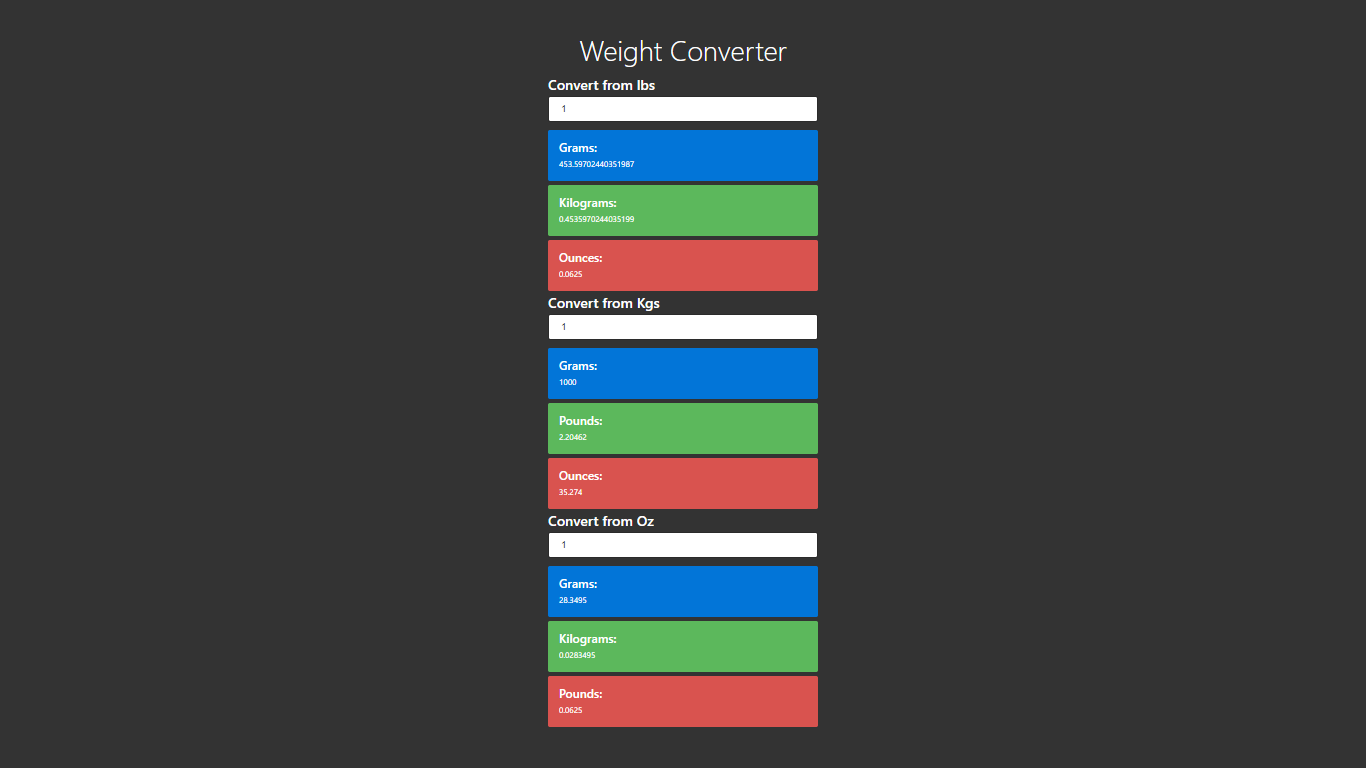 Weight Converter
Convert from lbs
1
Grams:
453.59702440351987
Kilograms:
0.4535970244035199
Ounces:
0.0625
Convert from Kgs
1
Grams:
1000
Pounds:
2.20462
Ounces:
35.274
Convert from Oz
1
Grams:
28.3495
Kilograms:
0.0283495
Pounds:
0.0625